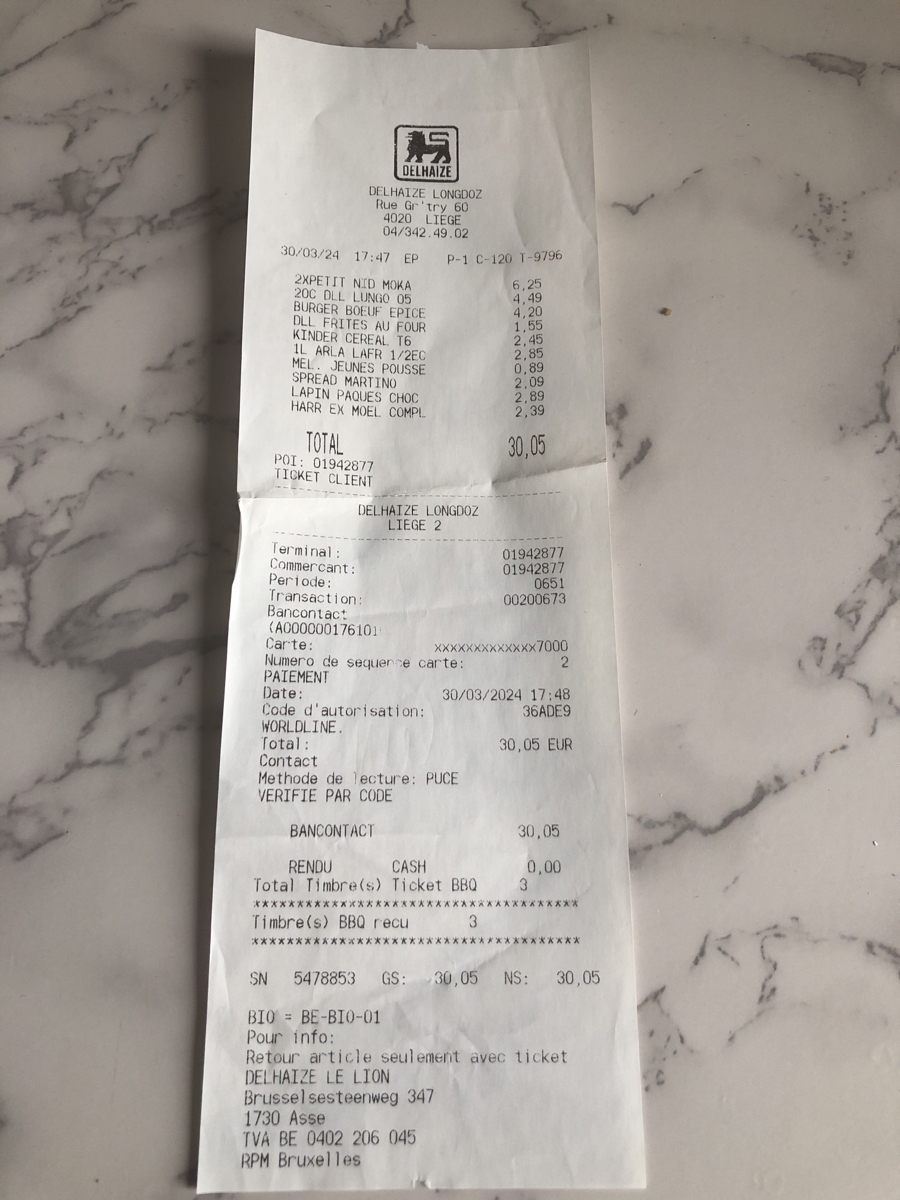 DELHAIZE
DELHAIZE LONGDOZ
Rue Gr'try 60
4020 LIEGE
04/342.49.02
30/03/24 17:47 EP P-1 C-120 T-9796
2XPETIT NID MOKA 6,25
20C DLL LUNGO 05 4,49
BURGER BOEUF EPICE 4,20
DLL FRITES AU FOUR 1,55
KINDER CEREAL T6 2,45
1L ARLA LAFR 1/2EC 2,85
MEL. JEUNES POUSSE 0,89
SPREAD MARTINO 2,09
LAPIN PAQUES CHOC 2,89
HARR EX MOEL COMPL 2,39
TOTAL 30,05
POI: 01942877
TICKET CLIENT
DELHAIZE LONGDOZ
LIEGE 2
Terminal: 01942877
Commercant: 01942877
Periode: 0651
Transaction: 00200673
Bancontact
(A000000176101
Carte: xxxxxxxxxxxxx7000
Numero de sequence carte: 2
PAIEMENT
Date: 30/03/2024 17:48
Code d'autorisation: 36ADE9
WORLDLINE.
Total: 30,05 EUR
Contact
Methode de lecture: PUCE
VERIFIE PAR CODE
BANCONTACT 30,05
RENDU CASH 0,00
Total Timbre(s) Ticket BBQ 3
***************************************
Timbre(s) BBQ recu 3
***************************************
SN 5478853 GS: 30,05 NS: 30,05
BIO = BE-BIO-01
Pour info:
Retour article seulement avec ticket
DELHAIZE LE LION
Brusselsesteenweg 347
1730 Asse
TVA BE 0402 206 045
RPM Bruxelles